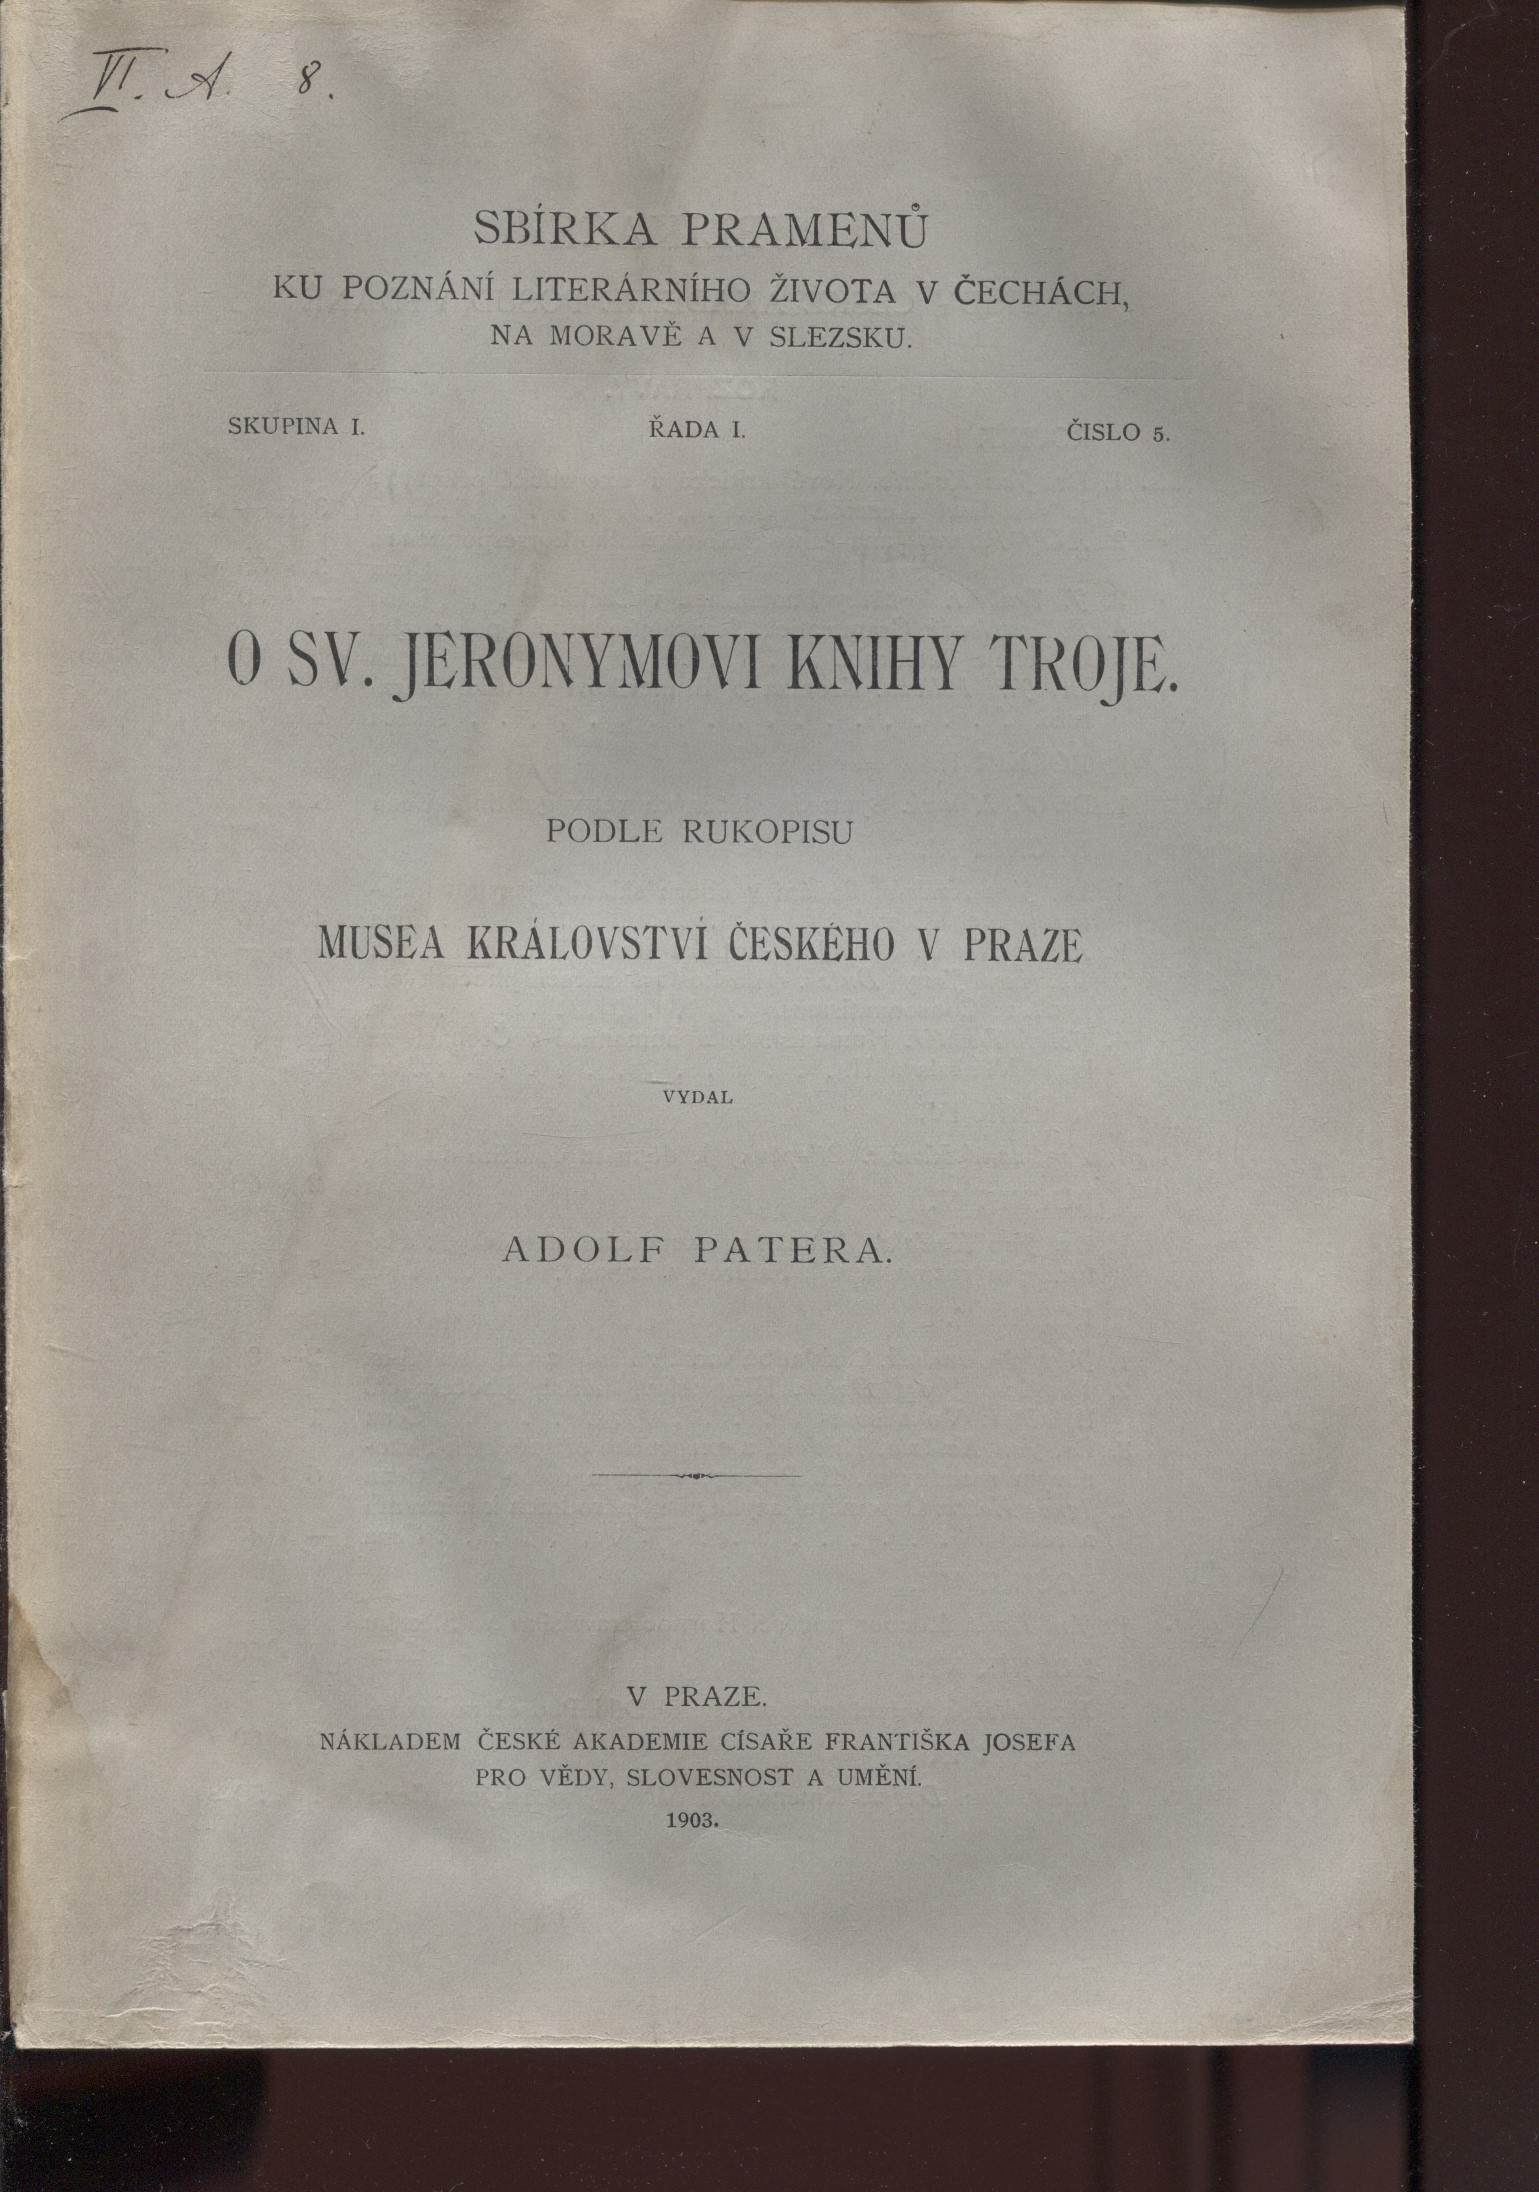 VI. A. 8.
SBÍRKA PRAMENŮ
KU POZNÁNÍ LITERÁRNÍHO ŽIVOTA V ČECHÁCH,
NA MORAVĚ A V SLEZSKU.
SKUPINA I. ŘADA I. ČISLO 5.
O SV. JERONYMOVI KNIHY TROJE.
PODLE RUKOPISU
MUSEA KRÁLOVSTVÍ ČESKÉHO V PRAZE
VYDAL
ADOLF PATERA.
V PRAZE.
NÁKLADEM ČESKÉ AKADEMIE CÍSAŘE FRANTIŠKA JOSEFA
PRO VĚDY, SLOVESNOST A UMĚNÍ.
1903.